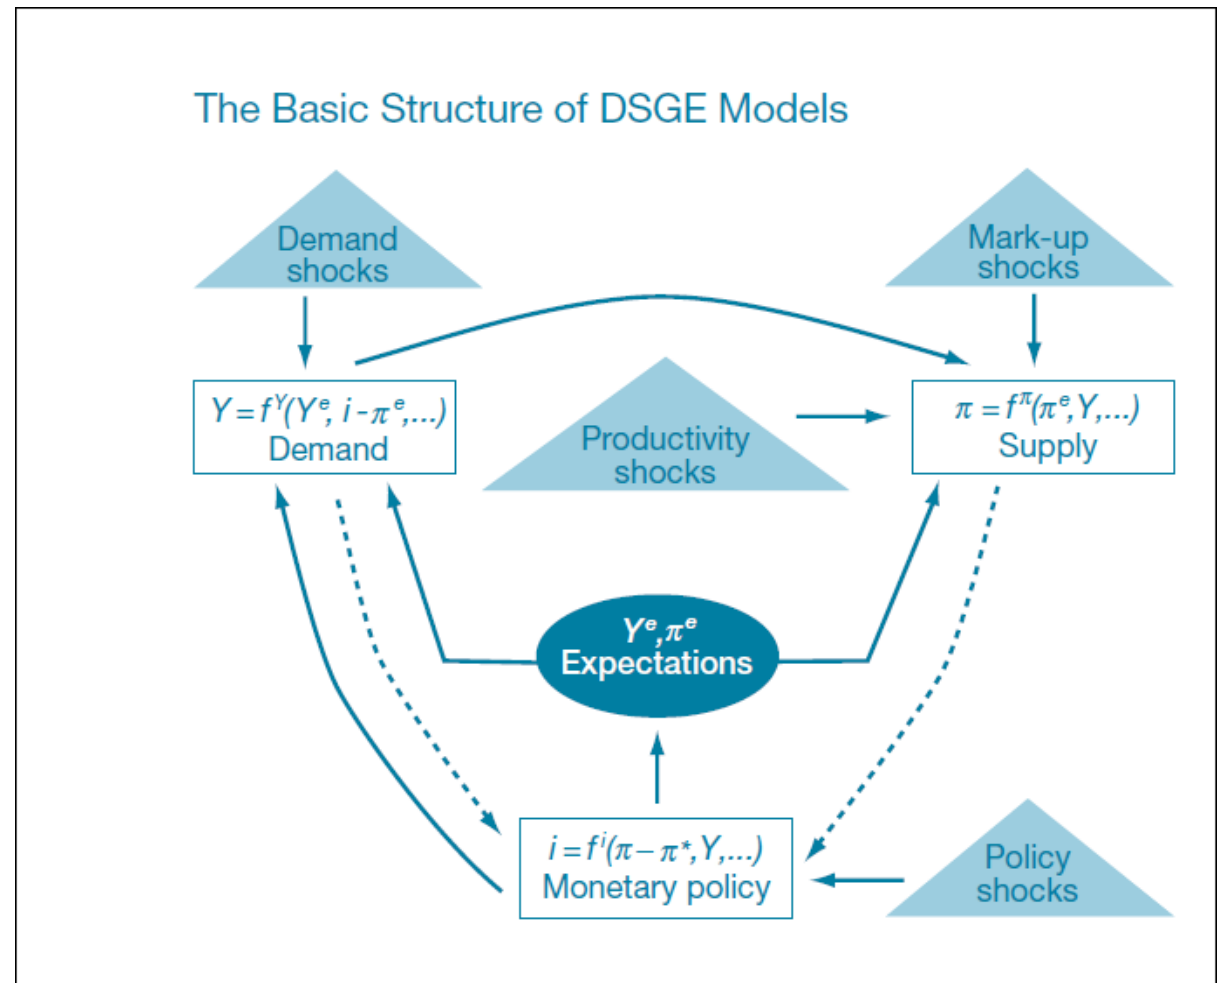 The Basic Structure of DSGE Models
Demand
shocks
Mark-up
shocks
Y = f^Y(Y^e, i - π^e,...)
Demand
Productivity
shocks
π = f^π(π^e, Y,...)
Supply
Y^e, π^e
Expectations
i = f^i(π – π*, Y,...)
Monetary policy
Policy
shocks